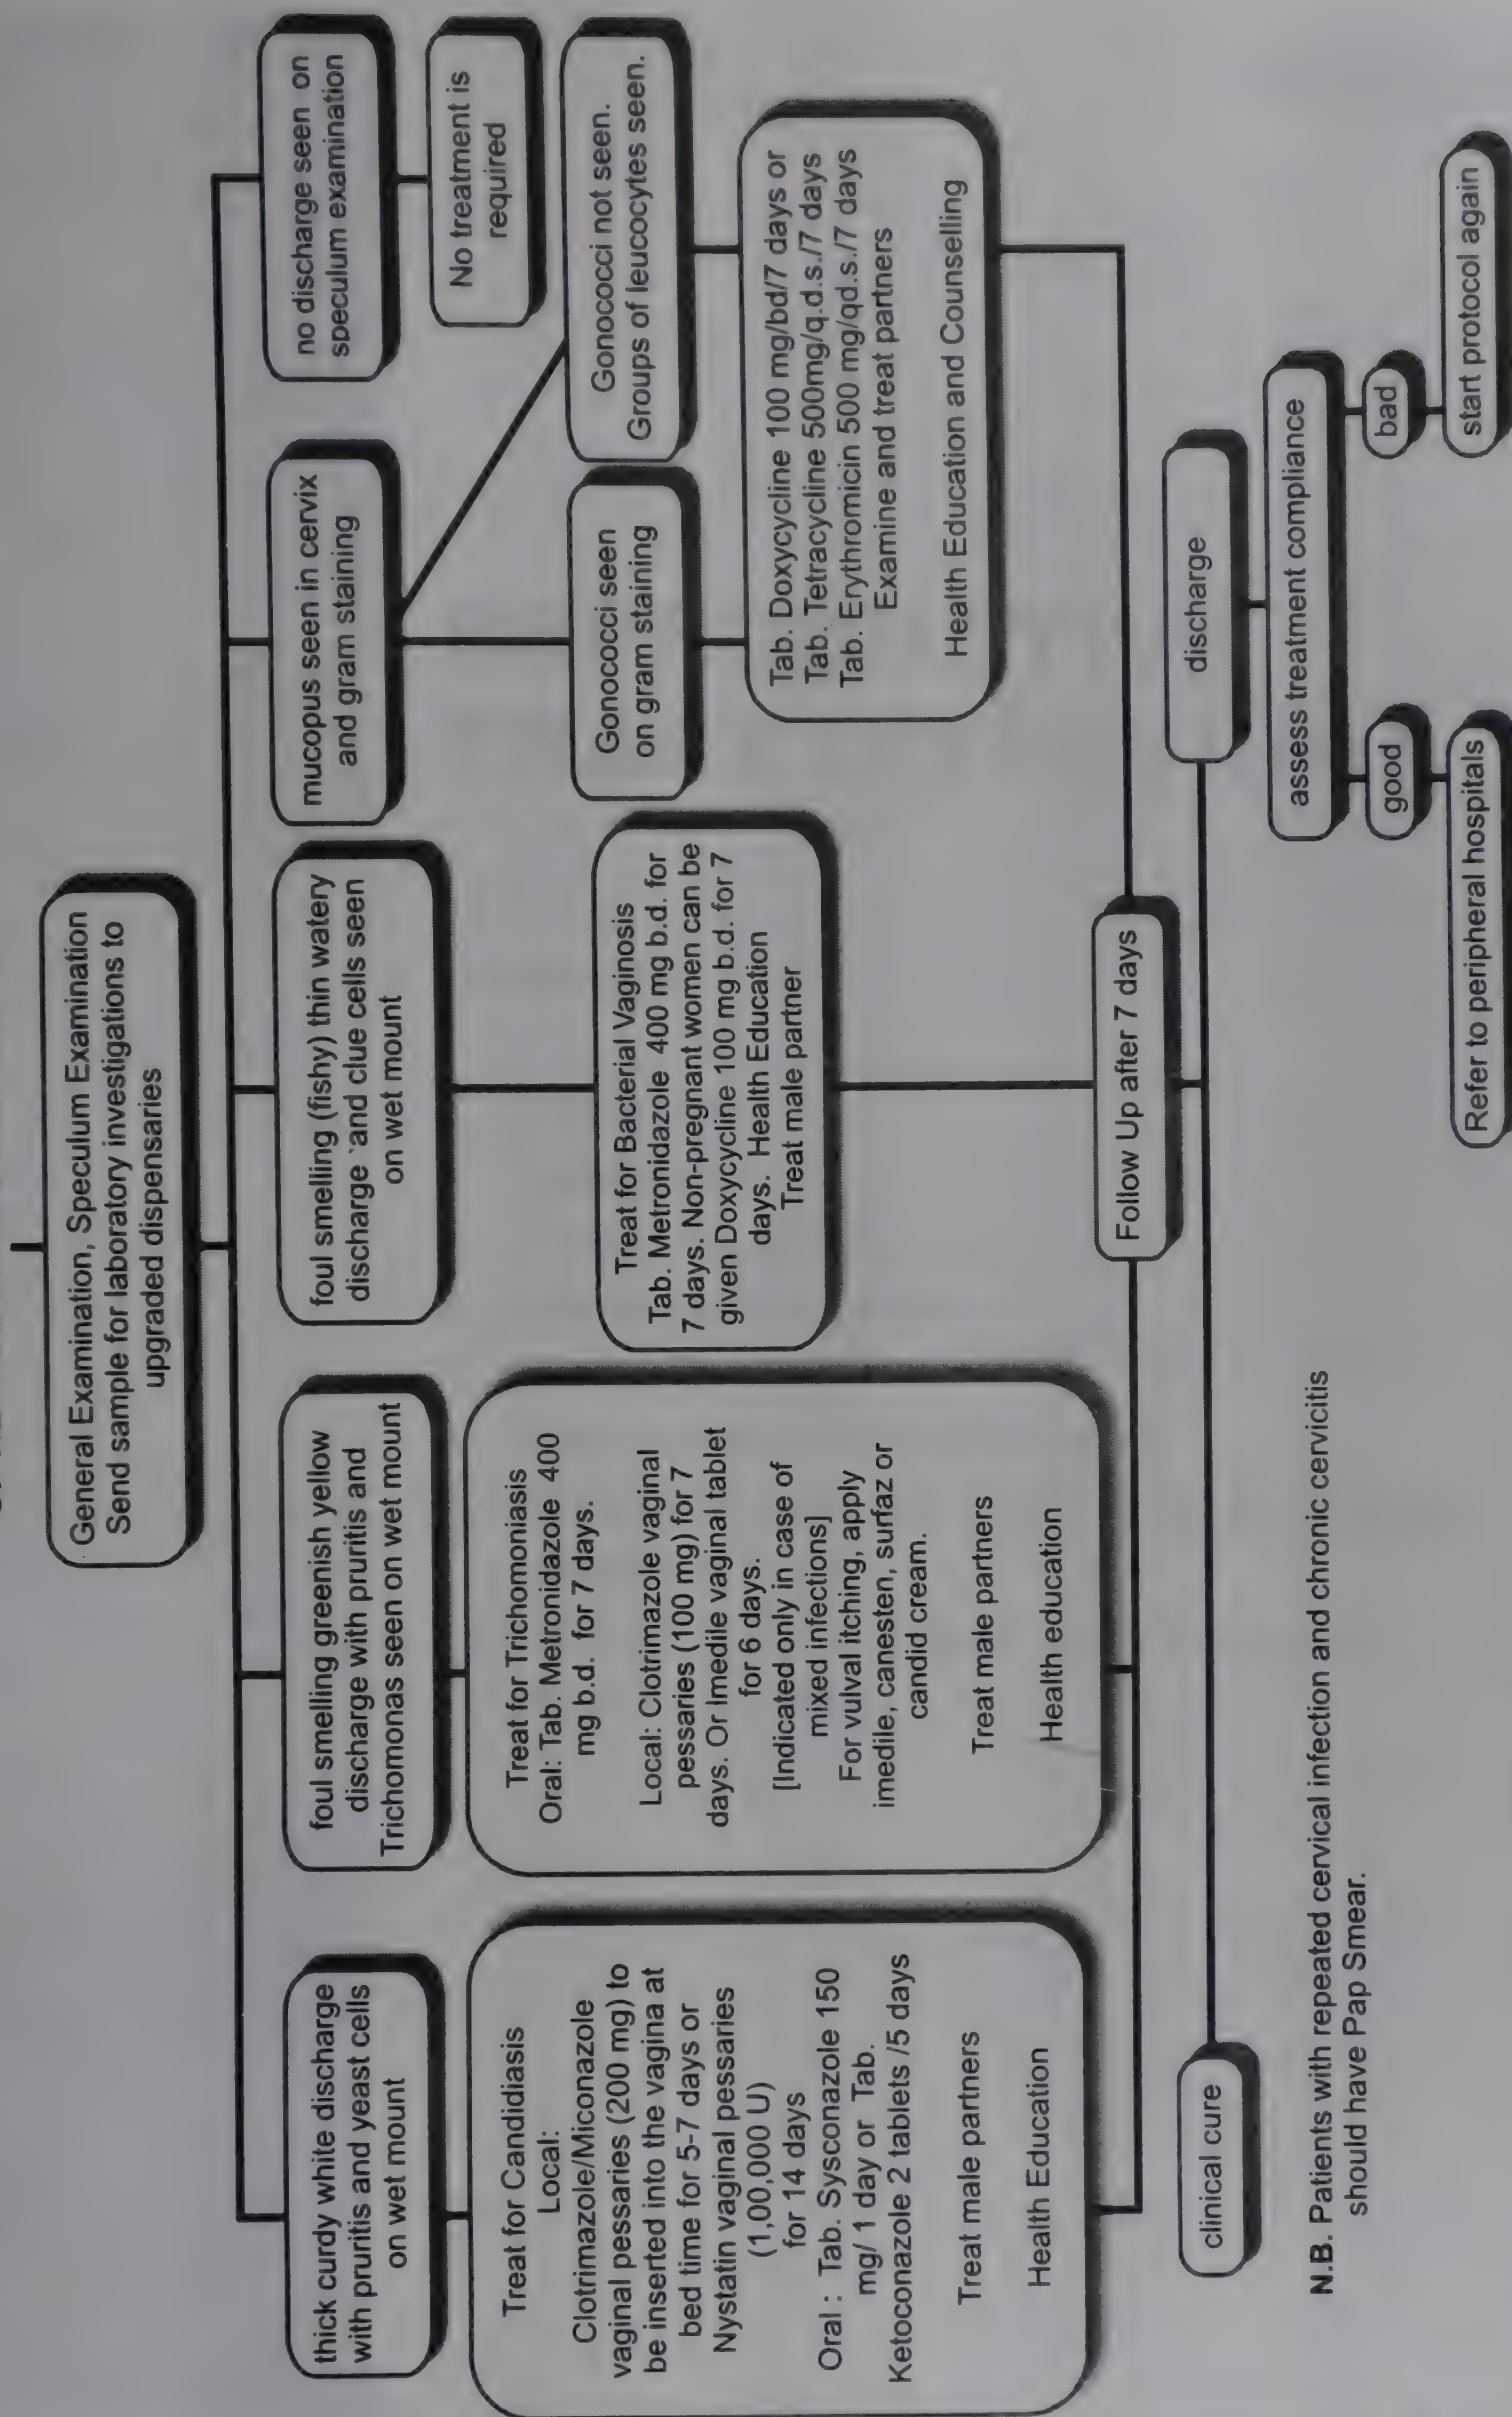 General Examination, Speculum Examination
Send sample for laboratory investigations to
upgraded dispensaries
thick curdy white discharge
with pruritis and yeast cells
on wet mount
foul smelling greenish yellow
discharge with pruritis and
Trichomonas seen on wet mount
foul smelling (fishy) thin watery
discharge `and clue cells seen
on wet mount
mucopus seen in cervix
and gram staining
no discharge seen on
speculum examination
No treatment is
required
Gonococci seen
on gram staining
Gonococci not seen.
Groups of leucocytes seen.
Treat for Candidiasis
Local:
Clotrimazole/Miconazole
vaginal pessaries (200 mg) to
be inserted into the vagina at
bed time for 5-7 days or
Nystatin vaginal pessaries
(1,00,000 U)
for 14 days
Oral : Tab. Sysconazole 150
mg/ 1 day or Tab.
Ketoconazole 2 tablets /5 days
Treat male partners
Health Education
Treat for Trichomoniasis
Oral: Tab. Metronidazole 400
mg b.d. for 7 days.
Local: Clotrimazole vaginal
pessaries (100 mg) for 7
days. Or Imedile vaginal tablet
for 6 days.
[Indicated only in case of
mixed infections]
For vulval itching, apply
imedile, canesten, surfaz or
candid cream.
Treat male partners
Health education
Treat for Bacterial Vaginosis
Tab. Metronidazole 400 mg b.d. for
7 days. Non-pregnant women can be
given Doxycycline 100 mg b.d. for 7
days. Health Education
Treat male partner
Tab. Doxycycline 100 mg/bd/7 days or
Tab. Tetracycline 500mg/q.d.s./7 days
Tab. Erythromicin 500 mg/qd.s./7 days
Examine and treat partners
Health Education and Counselling
Follow Up after 7 days
clinical cure
discharge
assess treatment compliance
good
bad
Refer to peripheral hospitals
start protocol again
N.B. Patients with repeated cervical infection and chronic cervicitis
should have Pap Smear.